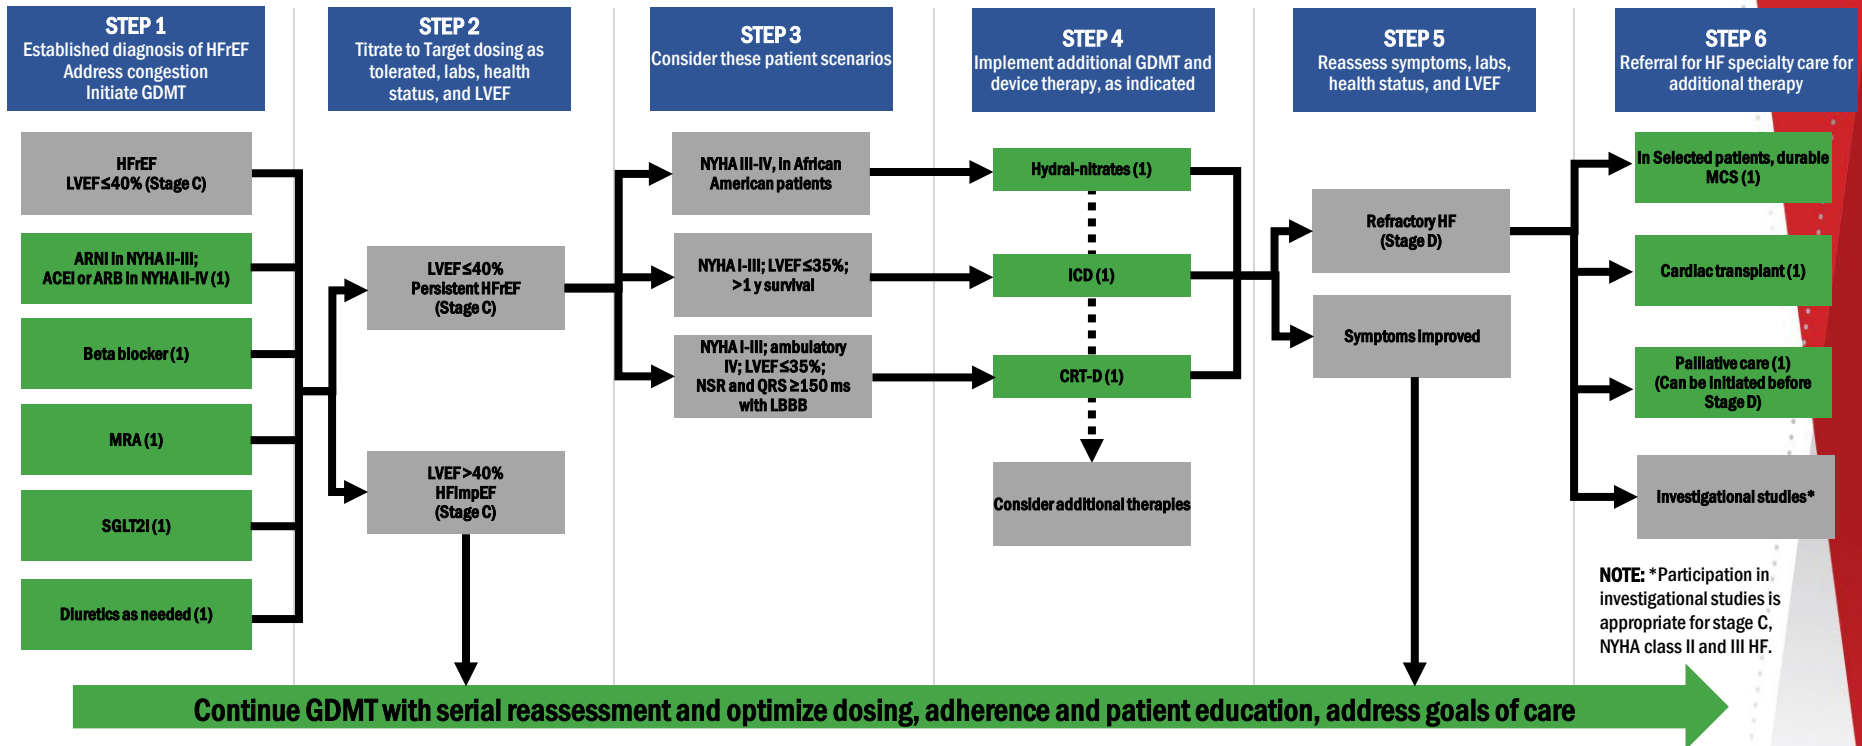 STEP 1
Established diagnosis of HFrEF
Address congestion
Initiate GDMT
HFrEF
LVEF≤40% (Stage C)
ARNI in NYHA II-III;
ACEI or ARB in NYHA II-IV (1)
Beta blocker (1)
MRA (1)
SGLT2I (1)
Diuretics as needed (1)
STEP 2
Titrate to Target dosing as
tolerated, labs, health
status, and LVEF
LVEF≤40%
Persistent HFrEF
(Stage C)
LVEF>40%
HFImpEF
(Stage C)
STEP 3
Consider these patient scenarios
NYHA III-IV, in African
American patients
NYHA I-III; LVEF≤35%;
>1 y survival
NYHA I-III; ambulatory
IV; LVEF≤35%;
NSR and QRS ≥150 ms
with LBBB
STEP 4
Implement additional GDMT and
device therapy, as indicated
Hydral-nitrates (1)
ICD (1)
CRT-D (1)
Consider additional therapies
STEP 5
Reassess symptoms, labs,
health status, and LVEF
Refractory HF
(Stage D)
Symptoms improved
STEP 6
Referral for HF specialty care for
additional therapy
In Selected patients, durable
MCS (1)
Cardiac transplant (1)
Palliative care (1)
(Can be initiated before
Stage D)
Investigational studies*
NOTE: *Participation in
investigational studies is
appropriate for stage C,
NYHA class II and III HF.
Continue GDMT with serial reassessment and optimize dosing, adherence and patient education, address goals of care